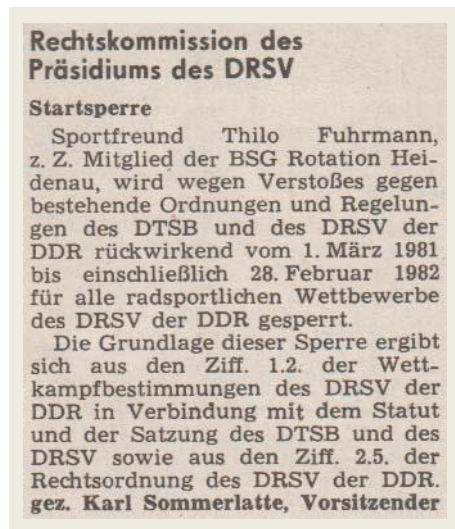 Rechtskommission des
Präsidiums des DRSV
Startsperre
Sportfreund Thilo Fuhrmann,
z. Z. Mitglied der BSG Rotation Hei-
denau, wird wegen Verstoßes gegen
bestehende Ordnungen und Regelun-
gen des DTSB und des DRSV der
DDR rückwirkend vom 1. März 1981
bis einschließlich 28. Februar 1982
für alle radsportlichen Wettbewerbe
des DRSV der DDR gesperrt.
Die Grundlage dieser Sperre ergibt
sich aus den Ziff. 1.2. der Wett-
kampfbestimmungen des DRSV der
DDR in Verbindung mit dem Statut
und der Satzung des DTSB und des
DRSV sowie aus den Ziff. 2.5. der
Rechtsordnung des DRSV der DDR.
gez. Karl Sommerlatte, Vorsitzender